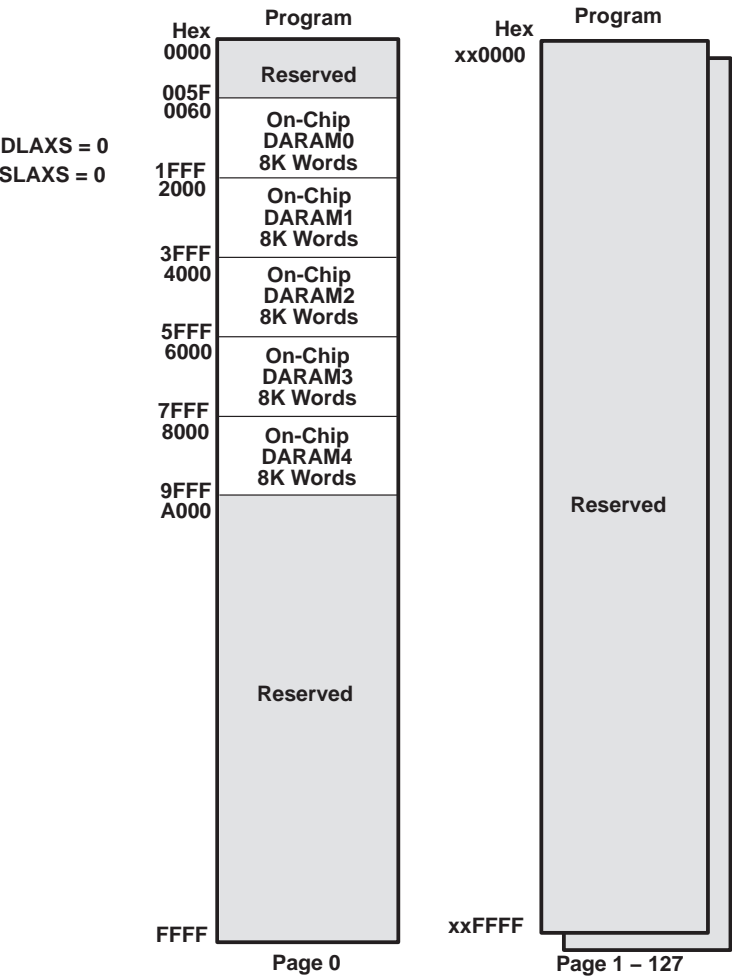 Program
Hex
0000
Reserved
005F
0060
DLAXS = 0
SLAXS = 0
On-Chip
DARAM0
8K Words
1FFF
2000
On-Chip
DARAM1
8K Words
3FFF
4000
On-Chip
DARAM2
8K Words
5FFF
6000
On-Chip
DARAM3
8K Words
7FFF
8000
On-Chip
DARAM4
8K Words
9FFF
A000
Reserved
FFFF
Page 0
Program
Hex
xx0000
Reserved
xxFFFF
Page 1 – 127